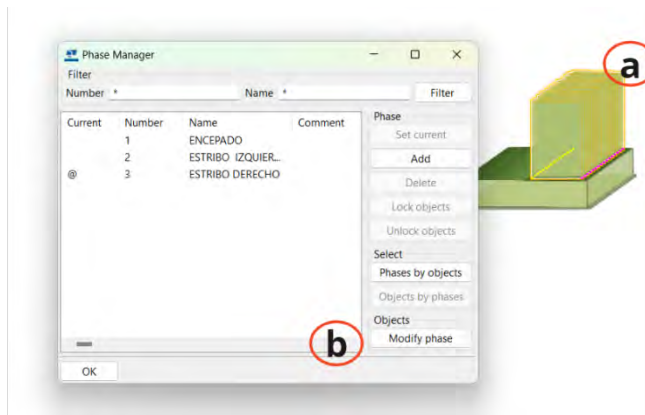 Phase Manager
Filter
Number * Name * Filter
Current Number Name Comment
1 ENCEPADO
2 ESTRIBO IZQUIER...
@ 3 ESTRIBO DERECHO
Phase
Set current
Add
Delete
Lock objects
Unlock objects
Select
Phases by objects
Objects by phases
Objects
Modify phase
OK
a
b